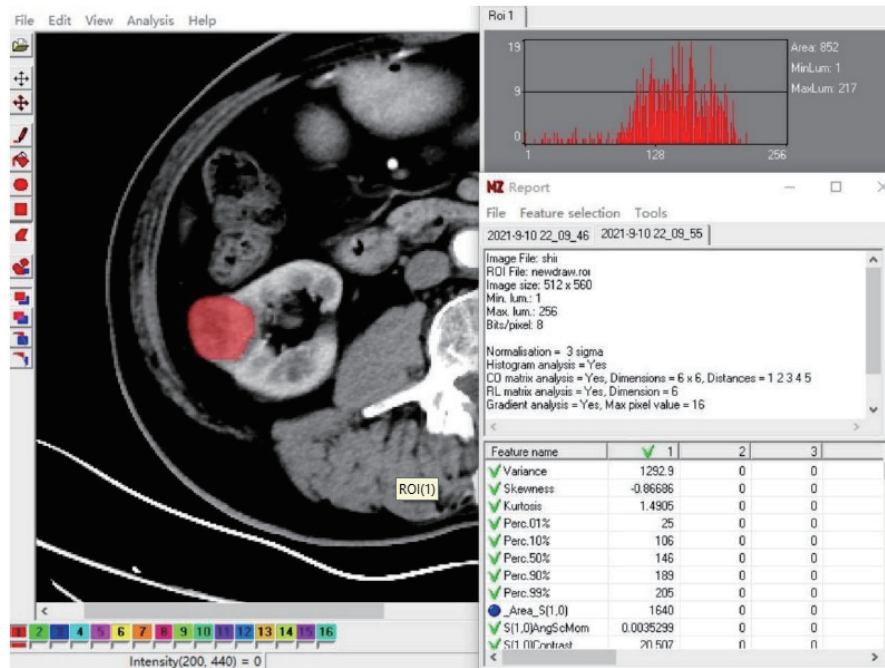 File Edit View Analysis Help
Roi 1
19
9
0
1 128 256
Area: 852
MinLum: 1
MaxLum: 217
MZ Report
File Feature selection Tools
2021-9-10 22_09_46 2021-9-10 22_09_55
Image File: shii
ROI File: newdraw.roi
Image size: 512 x 560
Min. lum.: 1
Max. lum.: 256
Bits/pixel: 8
Normalisation = 3 sigma
Histogram analysis = Yes
CO matrix analysis = Yes, Dimensions = 6 x 6, Distances = 1 2 3 4 5
RL matrix analysis = Yes, Dimension = 6
Gradient analysis = Yes, Max pixel value = 16
Feature name 1 2 3
Variance 1292.9 0 0
Skewness -0.86686 0 0
Kurtosis 1.4905 0 0
Perc.01% 25 0 0
Perc.10% 106 0 0
Perc.50% 146 0 0
Perc.90% 189 0 0
Perc.99% 205 0 0
_Area_S(1,0) 1640 0 0
S(1,0)AngScMom 0.0035299 0 0
S(1,0)Contrast 20.507 0 0
ROI(1)
1 2 3 4 5 6 7 8 9 10 11 12 13 14 15 16
Intensity(200, 440) = 0